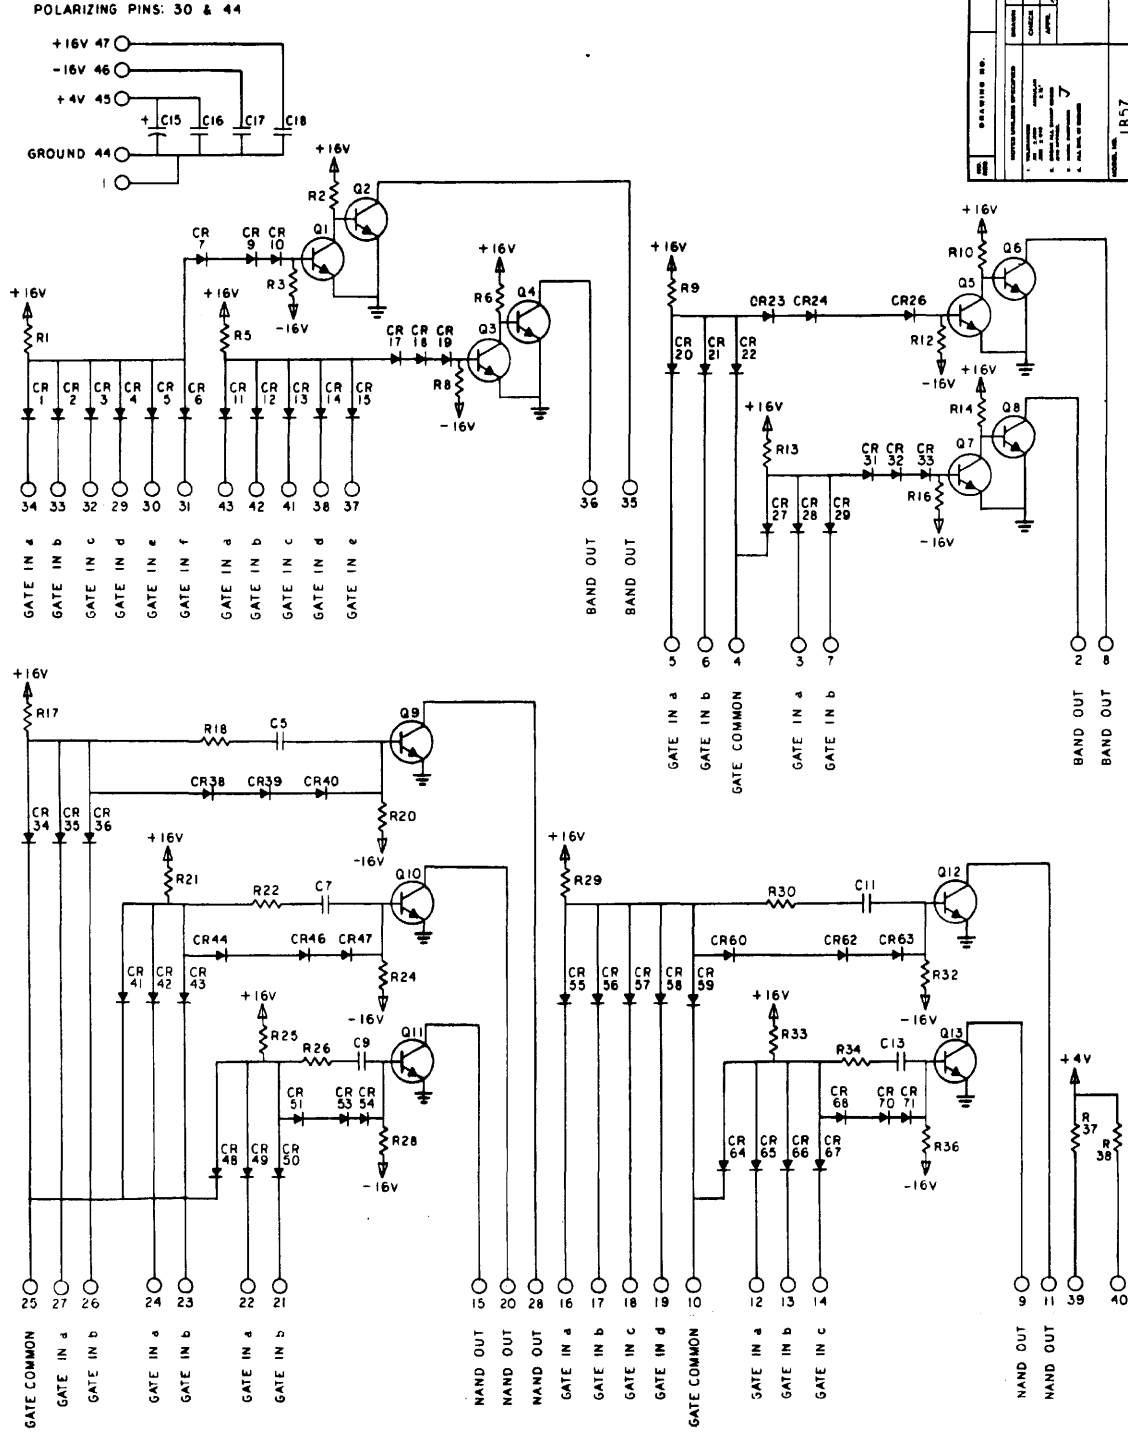 POLARIZING PINS: 30 & 44
+16V 47
-16V 46
+4V 45
+ C15 C16 C17 C18
GROUND 44
1
DRAWING NO.
DRAWN
CHECK
APPR.
NOTES UNLESS SPECIFIED
MODEL NO.
1857
+16V
R2 Q2
Q1
CR 7 CR 9 CR 10
R3
-16V
+16V
R1
+16V
R5
+16V
R6 Q4
Q3
CR 17 CR 18 CR 19
R8
-16V
CR 1 CR 2 CR 3 CR 4 CR 5 CR 6 CR 11 CR 12 CR 13 CR 14 CR 15
34 33 32 29 30 31 43 42 41 38 37 36 35
GATE IN a
GATE IN b
GATE IN c
GATE IN d
GATE IN e
GATE IN f
GATE IN a
GATE IN b
GATE IN c
GATE IN d
GATE IN e
BAND OUT
BAND OUT
+16V
R10 Q6
+16V
R9
Q5
CR23 CR24 CR26
CR 20 CR 21 CR 22
R12
-16V
+16V
R14 Q8
+16V
R13
Q7
CR 31 CR 32 CR 33
R16
-16V
CR 27 CR 28 CR 29
5 6 4 3 7 2 8
GATE IN a
GATE IN b
GATE COMMON
GATE IN a
GATE IN b
BAND OUT
BAND OUT
+16V
R17
R18 C5 Q9
CR38 CR39 CR40
CR 34 CR 35 CR 36
R20
-16V
+16V
R21
R22 C7 Q10
CR44 CR46 CR47
CR 41 CR 42 CR 43
R24
-16V
+16V
R25
R26 C9 Q11
CR 51 CR 53 CR 54
CR 48 CR 49 CR 50
R28
-16V
25 27 26 24 23 22 21 15 20 28
GATE COMMON
GATE IN a
GATE IN b
GATE IN a
GATE IN b
GATE IN a
GATE IN b
NAND OUT
NAND OUT
NAND OUT
+16V
R29
R30 C11 Q12
CR60 CR62 CR63
CR 55 CR 56 CR 57 CR 58 CR 59
R32
-16V
+16V
R33
R34 C13 Q13
CR 68 CR 70 CR 71
CR 64 CR 65 CR 66 CR 67
R36
-16V
+4V
R 37
R 38
16 17 18 19 10 12 13 14 9 11 39 40
GATE IN a
GATE IN b
GATE IN c
GATE IN d
GATE COMMON
GATE IN a
GATE IN b
GATE IN c
NAND OUT
NAND OUT